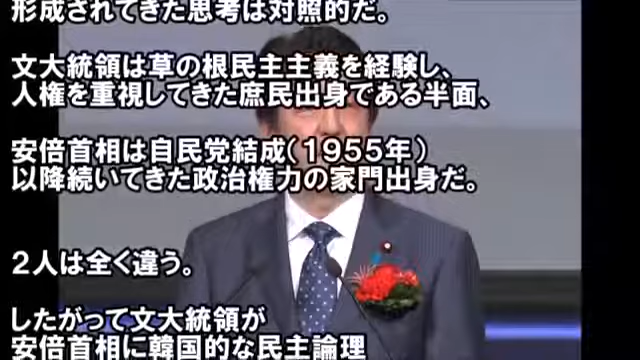 形成されてきた思考は対照的だ。
文大統領は草の根民主主義を経験し、
人権を重視してきた庶民出身である半面、
安倍首相は自民党結成（１９５５年）
以降続いてきた政治権力の家門出身だ。
２人は全く違う。
したがって文大統領が
安倍首相に韓国的な民主論理